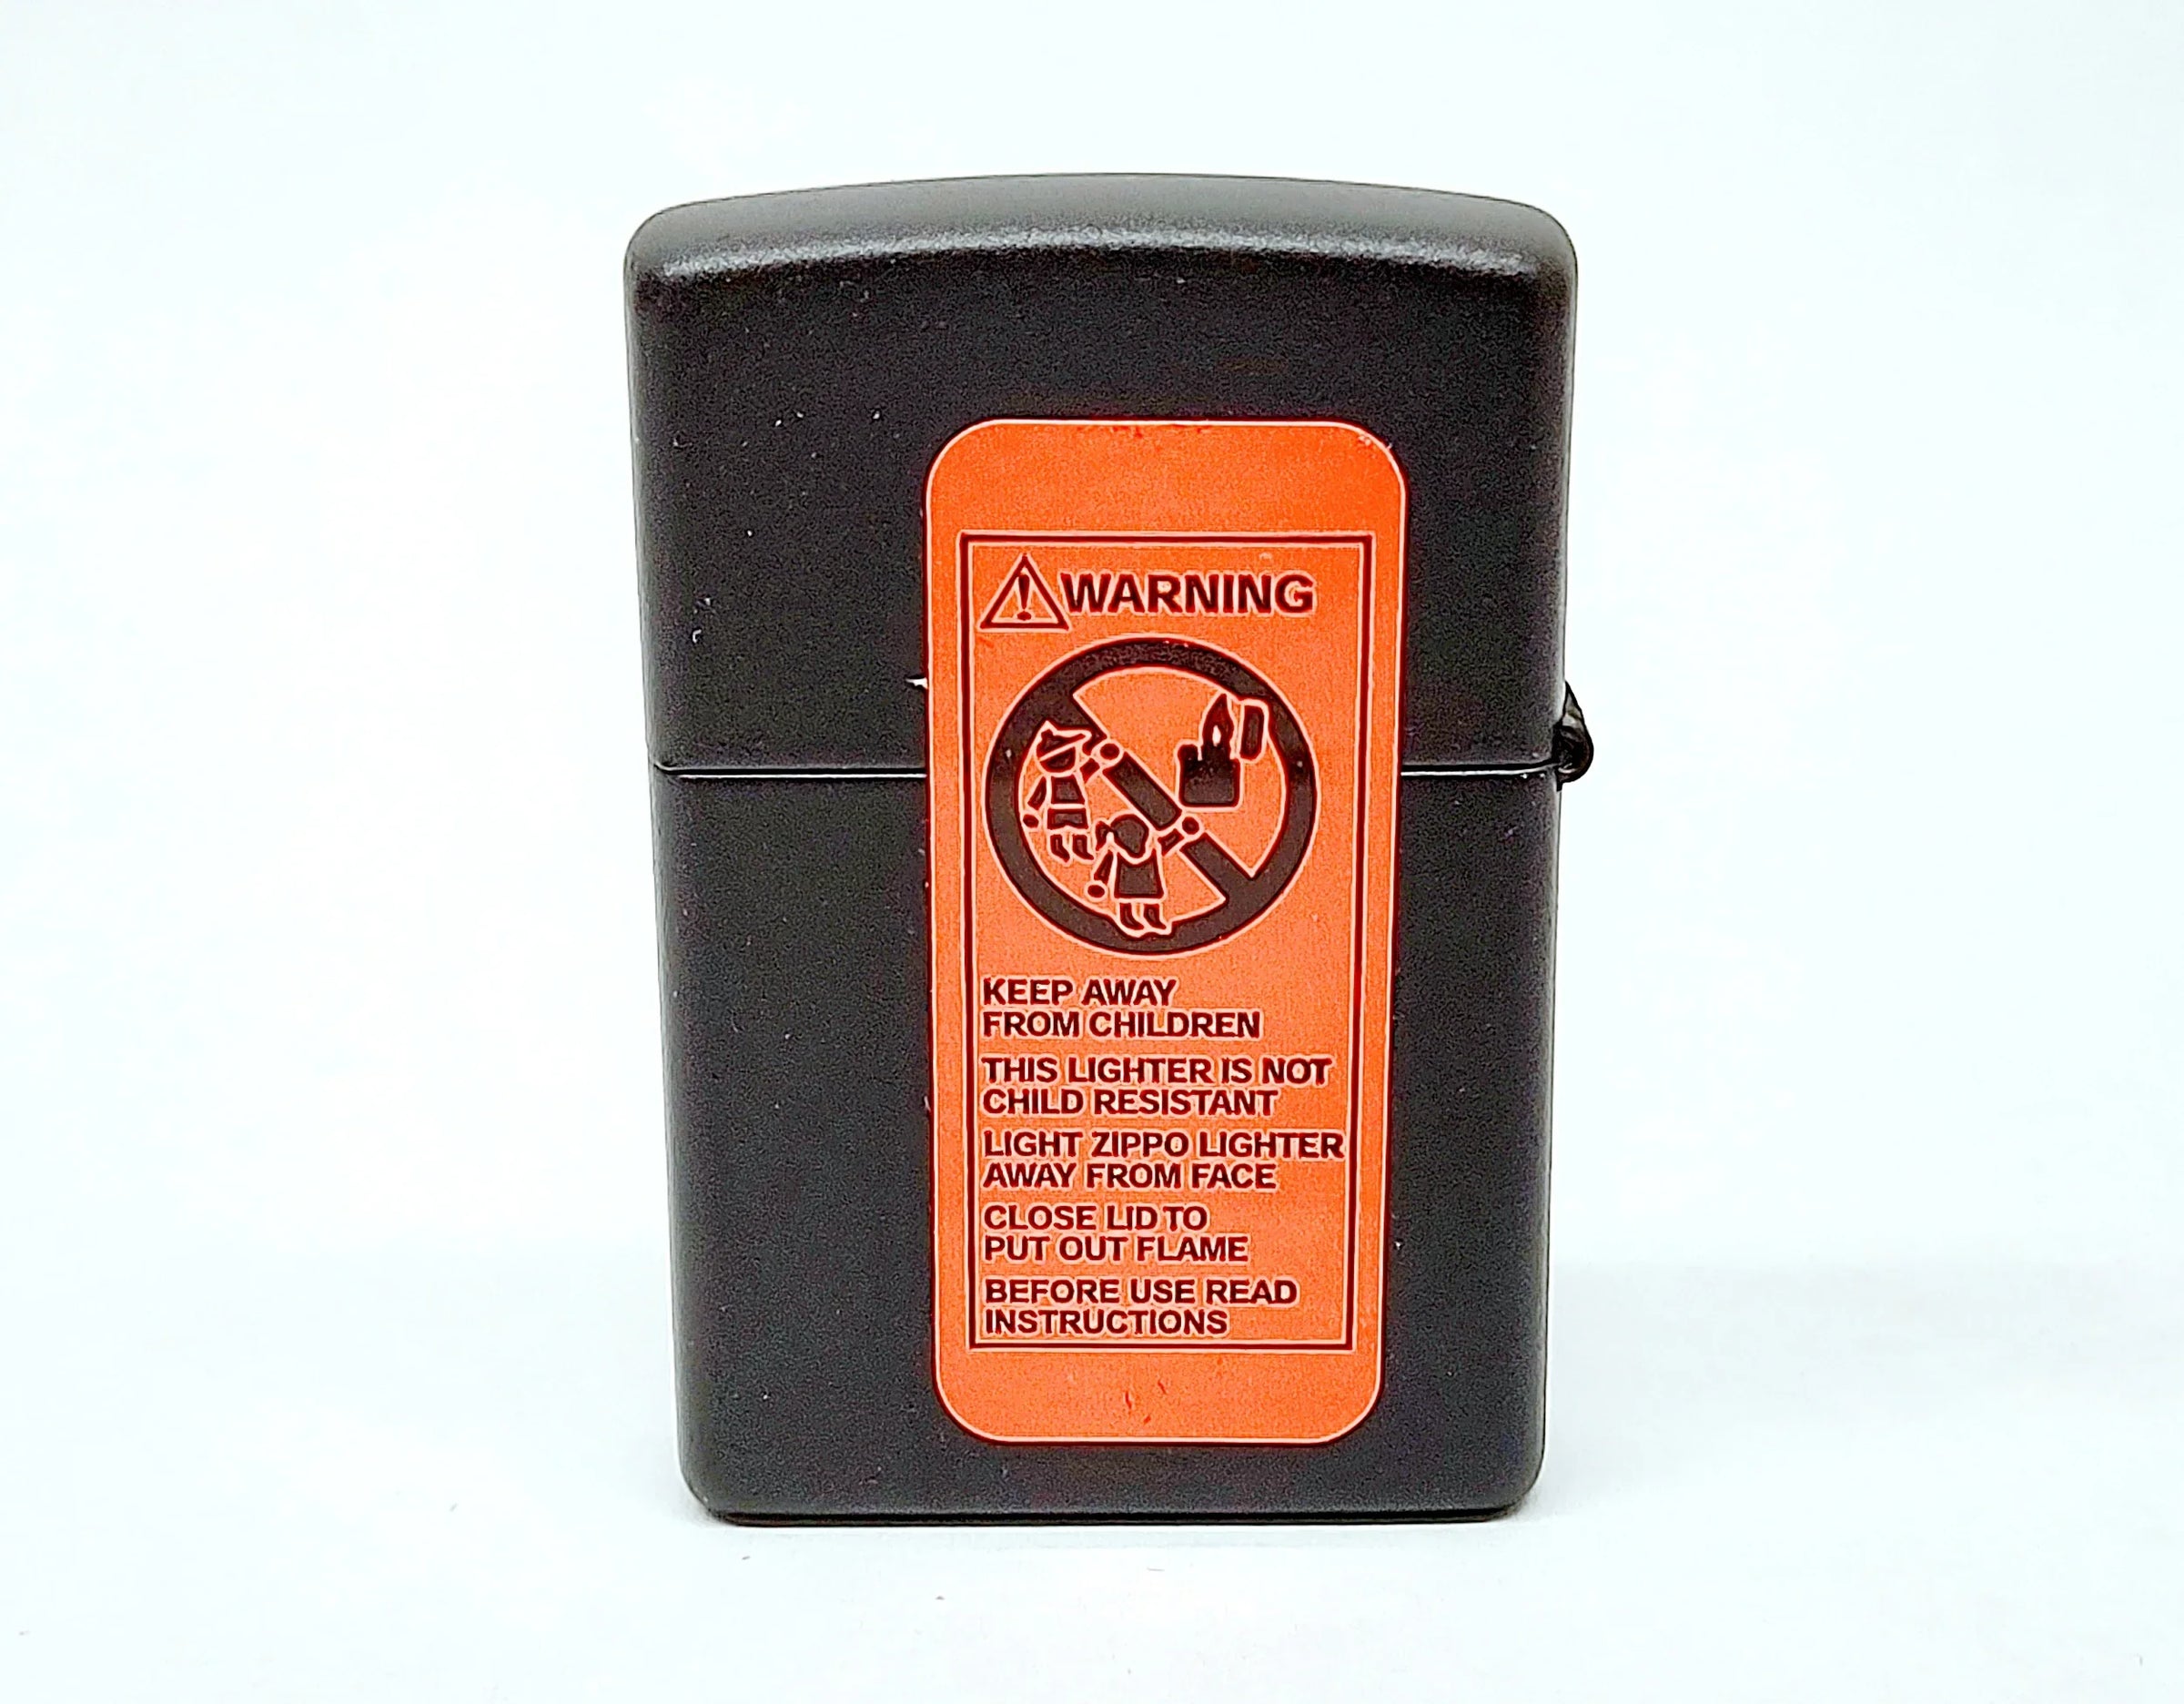 WARNING
KEEP AWAY
FROM CHILDREN
THIS LIGHTER IS NOT
CHILD RESISTANT
LIGHT ZIPPO LIGHTER
AWAY FROM FACE
CLOSE LID TO
PUT OUT FLAME
BEFORE USE READ
INSTRUCTIONS